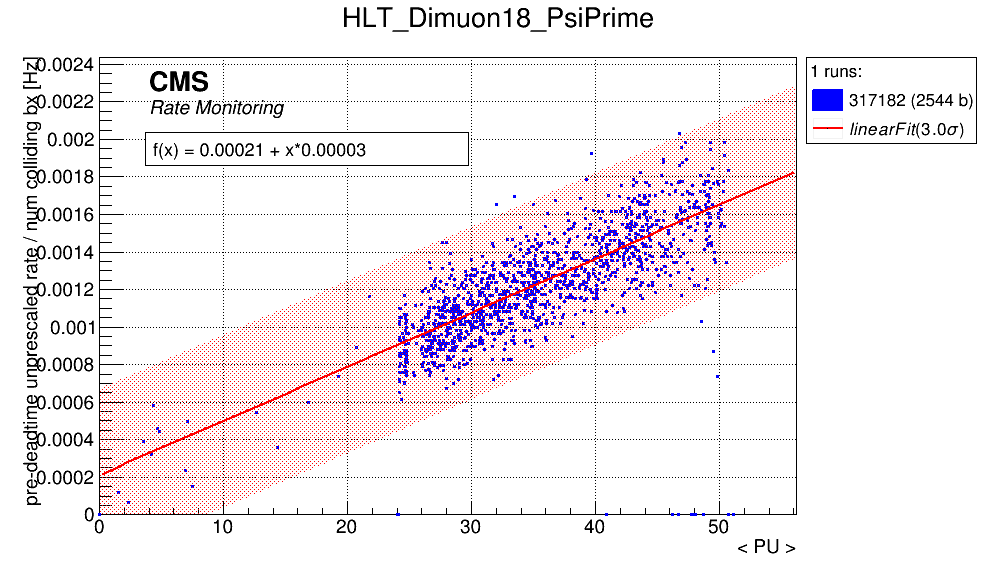 HLT_Dimuon18_PsiPrime
pre-deadtime unprescaled rate / num colliding bx [Hz]
0.0024
0.0022
0.002
0.0018
0.0016
0.0014
0.0012
0.001
0.0008
0.0006
0.0004
0.0002
0
CMS
Rate Monitoring
f(x) = 0.00021 + x*0.00003
0 10 20 30 40 50
< PU >
1 runs:
317182 (2544 b)
linearFit(3.0σ)